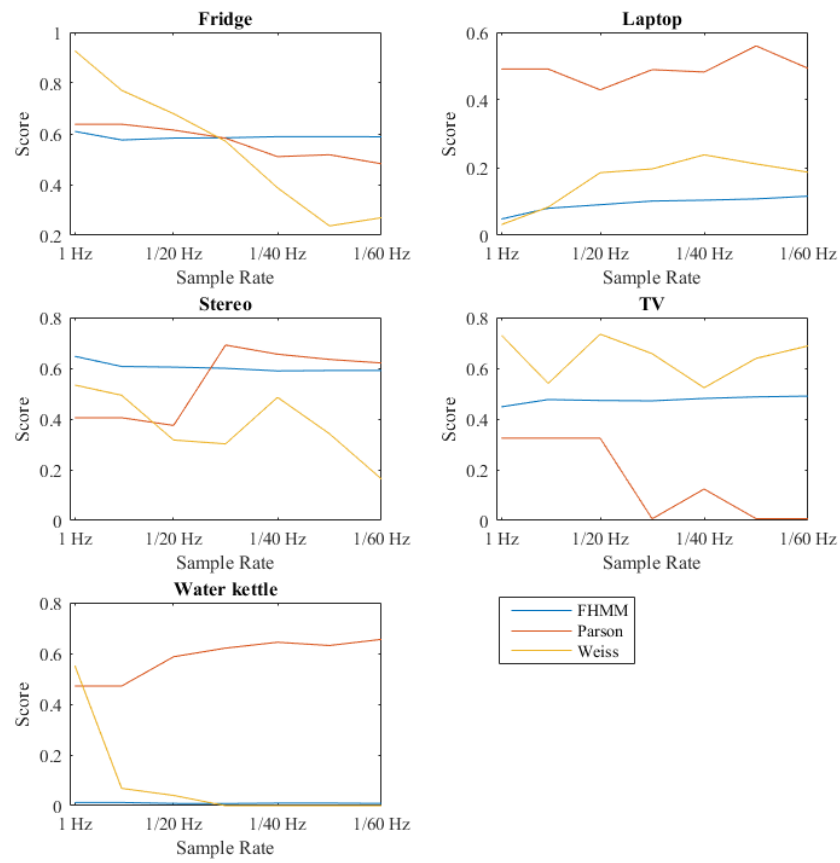 Fridge
1
0.8
0.6
0.4
0.2
Score
1 Hz 1/20 Hz 1/40 Hz 1/60 Hz
Sample Rate
Laptop
0.6
0.4
0.2
0
Score
1 Hz 1/20 Hz 1/40 Hz 1/60 Hz
Sample Rate
Stereo
0.8
0.6
0.4
0.2
0
Score
1 Hz 1/20 Hz 1/40 Hz 1/60 Hz
Sample Rate
TV
0.8
0.6
0.4
0.2
0
Score
1 Hz 1/20 Hz 1/40 Hz 1/60 Hz
Sample Rate
Water kettle
0.8
0.6
0.4
0.2
0
Score
1 Hz 1/20 Hz 1/40 Hz 1/60 Hz
Sample Rate
FHMM
Parson
Weiss